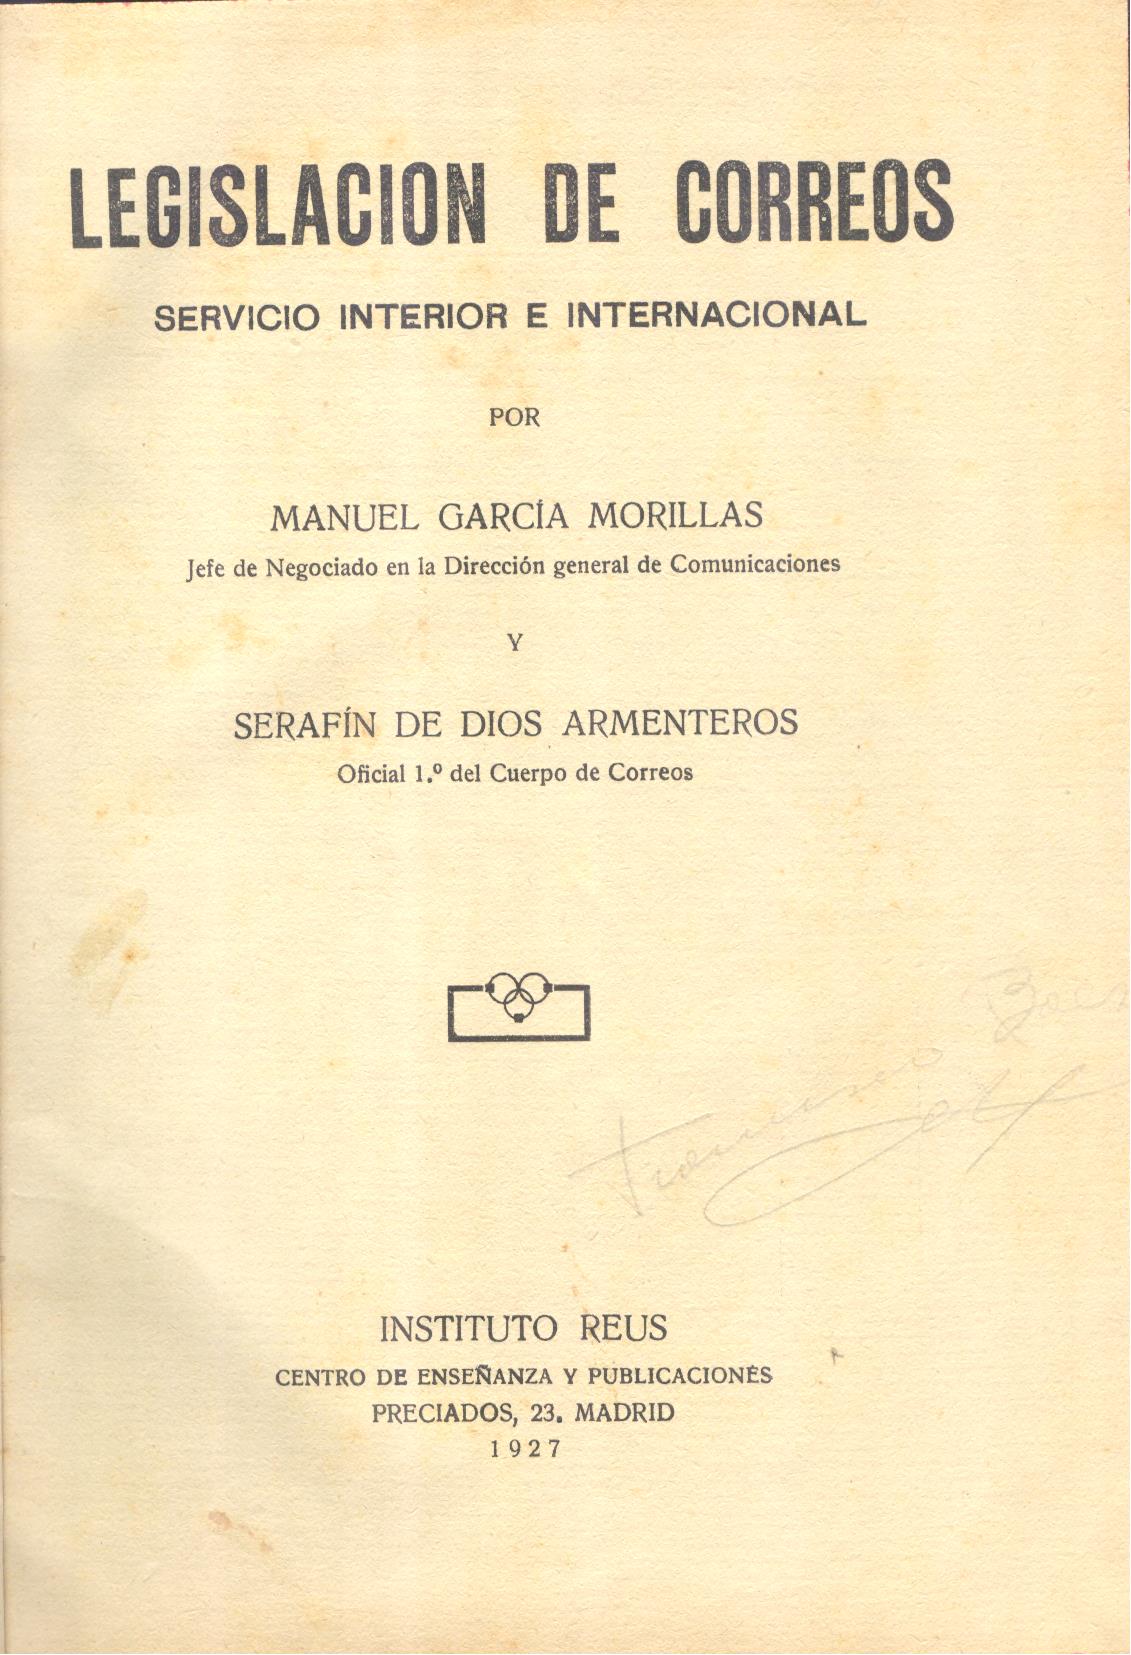 LEGISLACION DE CORREOS
SERVICIO INTERIOR E INTERNACIONAL
POR
MANUEL GARCÍA MORILLAS
Jefe de Negociado en la Dirección general de Comunicaciones
Y
SERAFÍN DE DIOS ARMENTEROS
Oficial 1.º del Cuerpo de Correos
Francisco
INSTITUTO REUS
CENTRO DE ENSEÑANZA Y PUBLICACIONES
PRECIADOS, 23. MADRID
1927